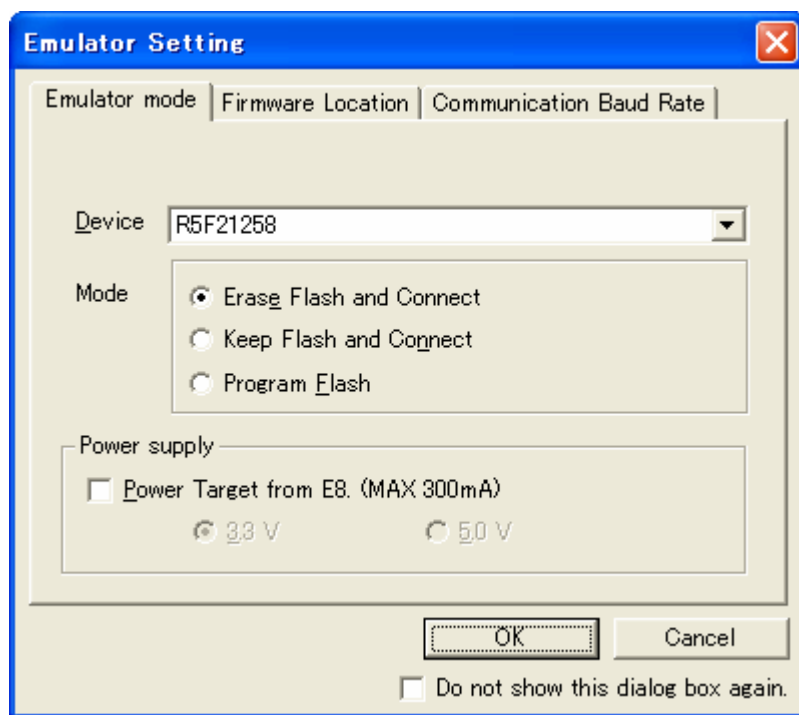 Emulator Setting
Emulator mode Firmware Location Communication Baud Rate
Device R5F21258
Mode Erase Flash and Connect
Keep Flash and Connect
Program Flash
Power supply
Power Target from E8. (MAX 300mA)
3.3 V 5.0 V
OK Cancel
Do not show this dialog box again.